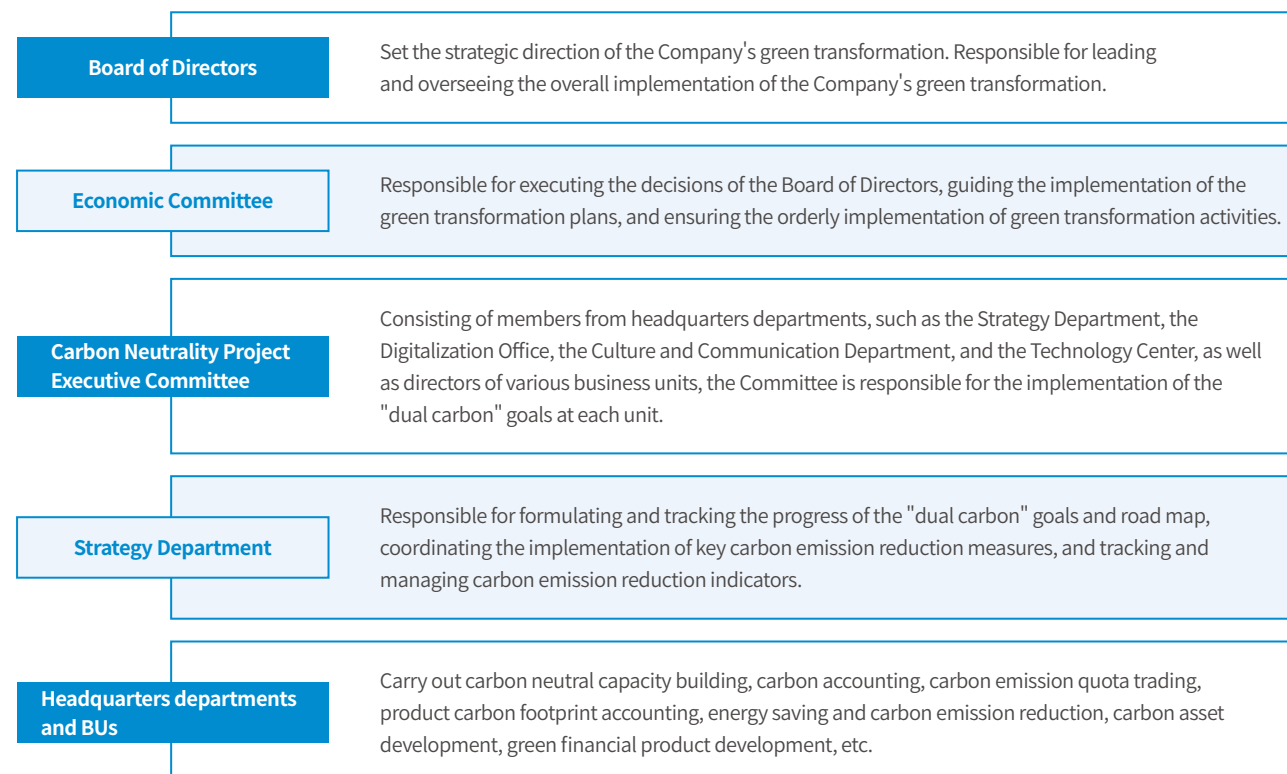 Board of Directors
Set the strategic direction of the Company's green transformation. Responsible for leading
and overseeing the overall implementation of the Company's green transformation.
Economic Committee
Responsible for executing the decisions of the Board of Directors, guiding the implementation of the
green transformation plans, and ensuring the orderly implementation of green transformation activities.
Carbon Neutrality Project
Executive Committee
Consisting of members from headquarters departments, such as the Strategy Department, the
Digitalization Office, the Culture and Communication Department, and the Technology Center, as well
as directors of various business units, the Committee is responsible for the implementation of the
"dual carbon" goals at each unit.
Strategy Department
Responsible for formulating and tracking the progress of the "dual carbon" goals and road map,
coordinating the implementation of key carbon emission reduction measures, and tracking and
managing carbon emission reduction indicators.
Headquarters departments
and BUs
Carry out carbon neutral capacity building, carbon accounting, carbon emission quota trading,
product carbon footprint accounting, energy saving and carbon emission reduction, carbon asset
development, green financial product development, etc.